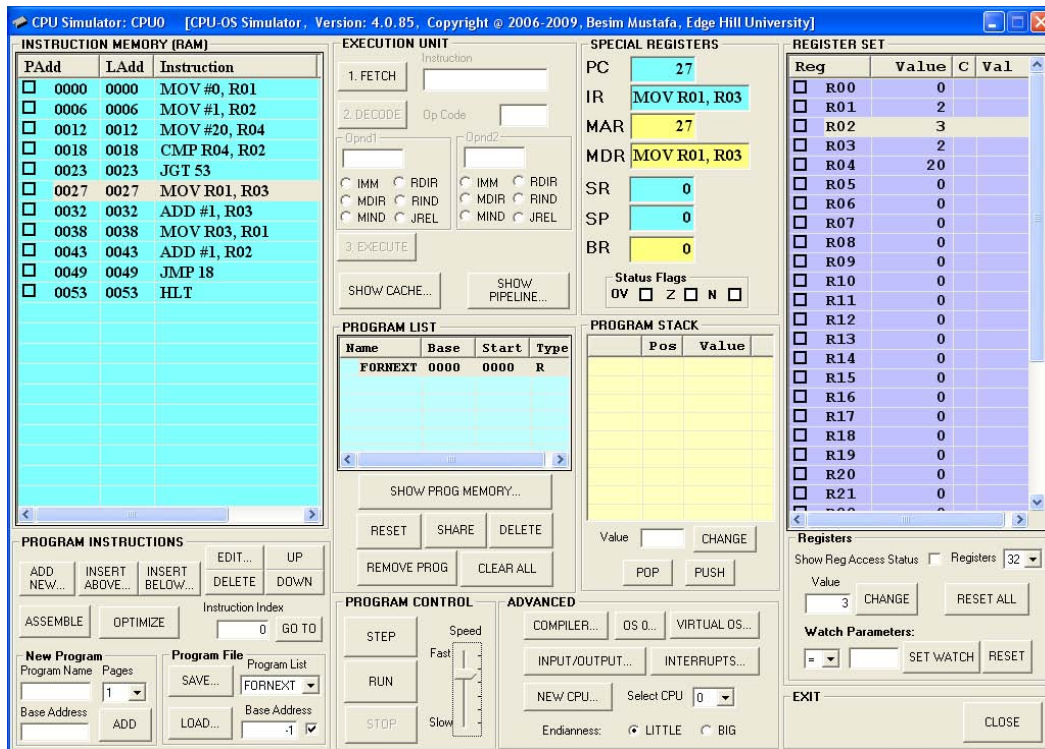 CPU Simulator: CPU0 [CPU-OS Simulator, Version: 4.0.85, Copyright @ 2006-2009, Besim Mustafa, Edge Hill University]
INSTRUCTION MEMORY (RAM)
PAdd LAdd Instruction
0000 0000 MOV #0, R01
0006 0006 MOV #1, R02
0012 0012 MOV #20, R04
0018 0018 CMP R04, R02
0023 0023 JGT 53
0027 0027 MOV R01, R03
0032 0032 ADD #1, R03
0038 0038 MOV R03, R01
0043 0043 ADD #1, R02
0049 0049 JMP 18
0053 0053 HLT
PROGRAM INSTRUCTIONS
ADD NEW...
INSERT ABOVE...
INSERT BELOW...
EDIT...
UP
DELETE
DOWN
ASSEMBLE
OPTIMIZE
Instruction Index
0 GO TO
New Program
Program Name Pages
1
Base Address
ADD
Program File
SAVE...
Program List
FORNEXT
LOAD...
Base Address
-1
EXECUTION UNIT
Instruction
1. FETCH
2. DECODE
Op Code
Opnd1
IMM RDIR
MDIR RIND
MIND JREL
Opnd2
IMM RDIR
MDIR RIND
MIND JREL
3. EXECUTE
SHOW CACHE...
SHOW PIPELINE...
PROGRAM LIST
Name Base Start Type
FORNEXT 0000 0000 R
SHOW PROG MEMORY...
RESET
SHARE
DELETE
REMOVE PROG
CLEAR ALL
PROGRAM CONTROL
STEP
RUN
STOP
Speed
Fast
Slow
SPECIAL REGISTERS
PC 27
IR MOV R01, R03
MAR 27
MDR MOV R01, R03
SR 0
SP 0
BR 0
Status Flags
OV Z N
PROGRAM STACK
Pos Value
Value
CHANGE
POP
PUSH
ADVANCED
COMPILER...
OS 0...
VIRTUAL OS...
INPUT/OUTPUT...
INTERRUPTS...
NEW CPU...
Select CPU 0
Endianness: LITTLE BIG
REGISTER SET
Reg Value C Val
R00 0
R01 2
R02 3
R03 2
R04 20
R05 0
R06 0
R07 0
R08 0
R09 0
R10 0
R11 0
R12 0
R13 0
R14 0
R15 0
R16 0
R17 0
R18 0
R19 0
R20 0
R21 0
Registers
Show Reg Access Status Registers 32
Value
3
CHANGE
RESET ALL
Watch Parameters:
=
SET WATCH
RESET
EXIT
CLOSE